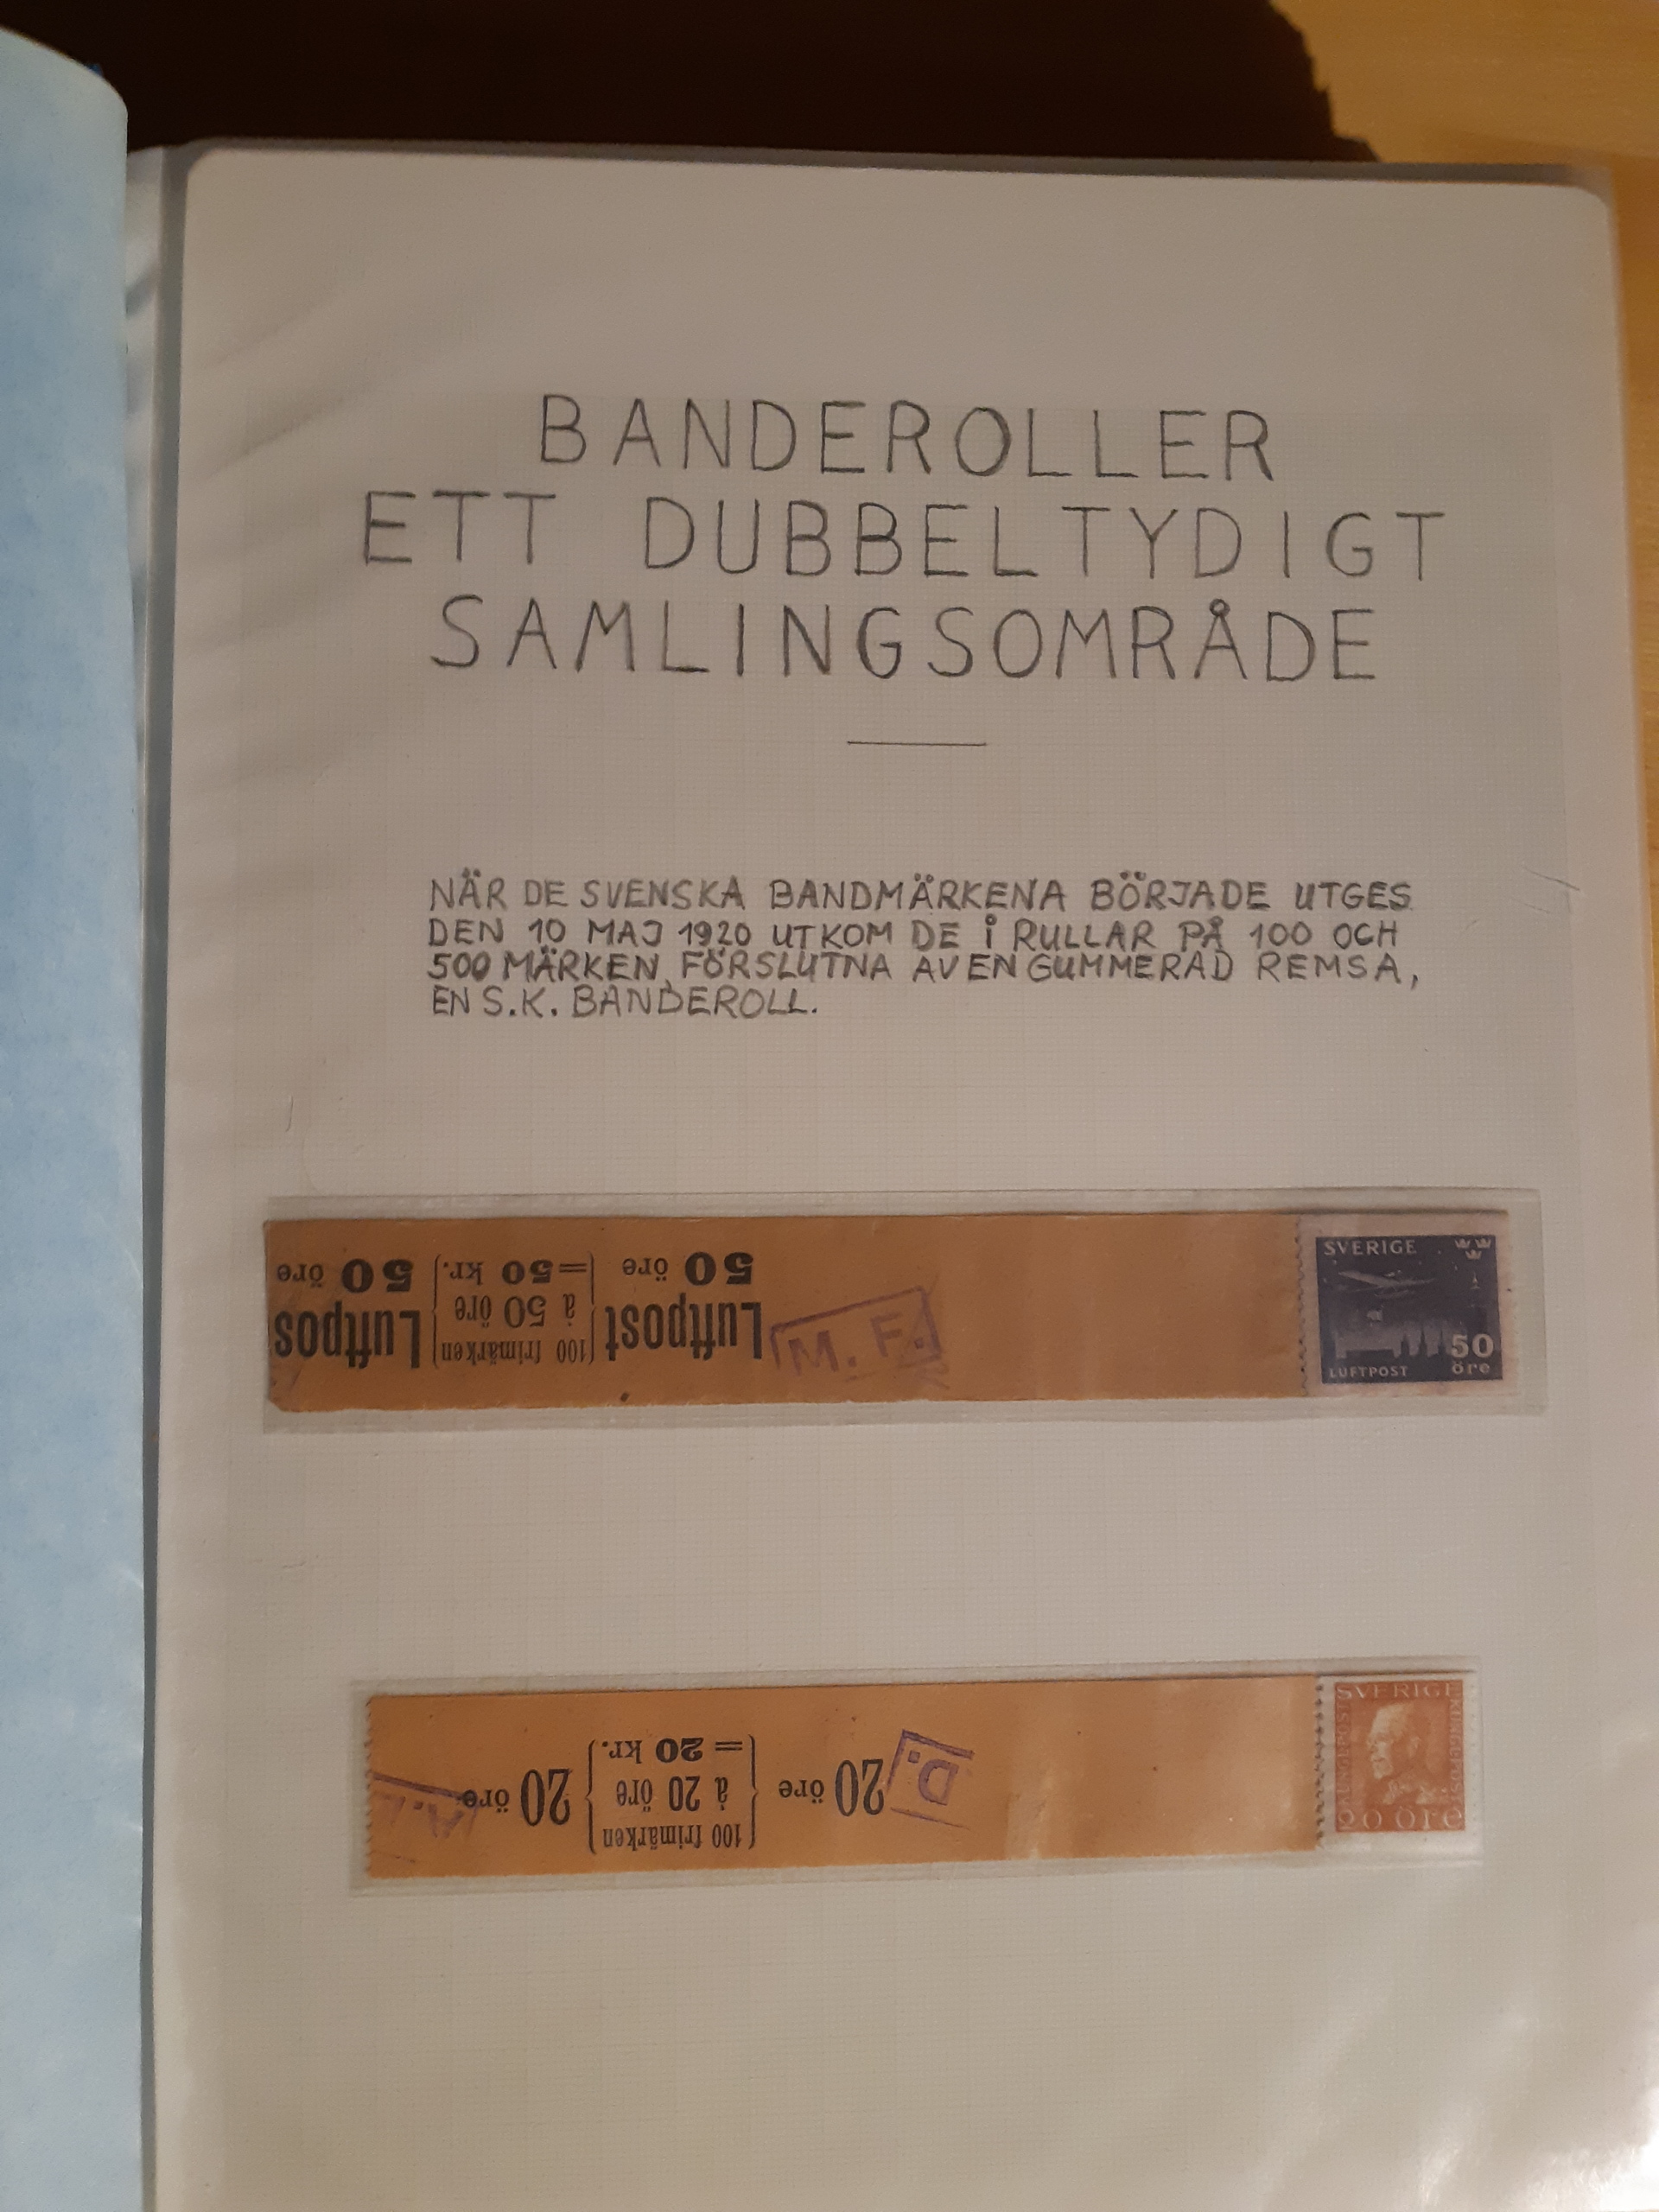 BANDEROLLER
ETT DUBBELTYDIGT
SAMLINGSOMRÅDE
NÄR DE SVENSKA BANDMÄRKENA BÖRJADE UTGES
DEN 10 MAJ 1920 UTKOM DE I RULLAR PÅ 100 OCH
500 MÄRKEN, FÖRSLUTNA AV EN GUMMERAD REMSA,
EN S.K. BANDEROLL.
Luftpost
50 öre
100 frimärken
à 50 öre
=50 kr.
Luftpos
50 öre
M. F.
SVERIGE
50
LUFTPOST öre
20 öre
100 frimärken
à 20 öre
= 20 kr.
20 öre
D.
SVERIGE
20 öre